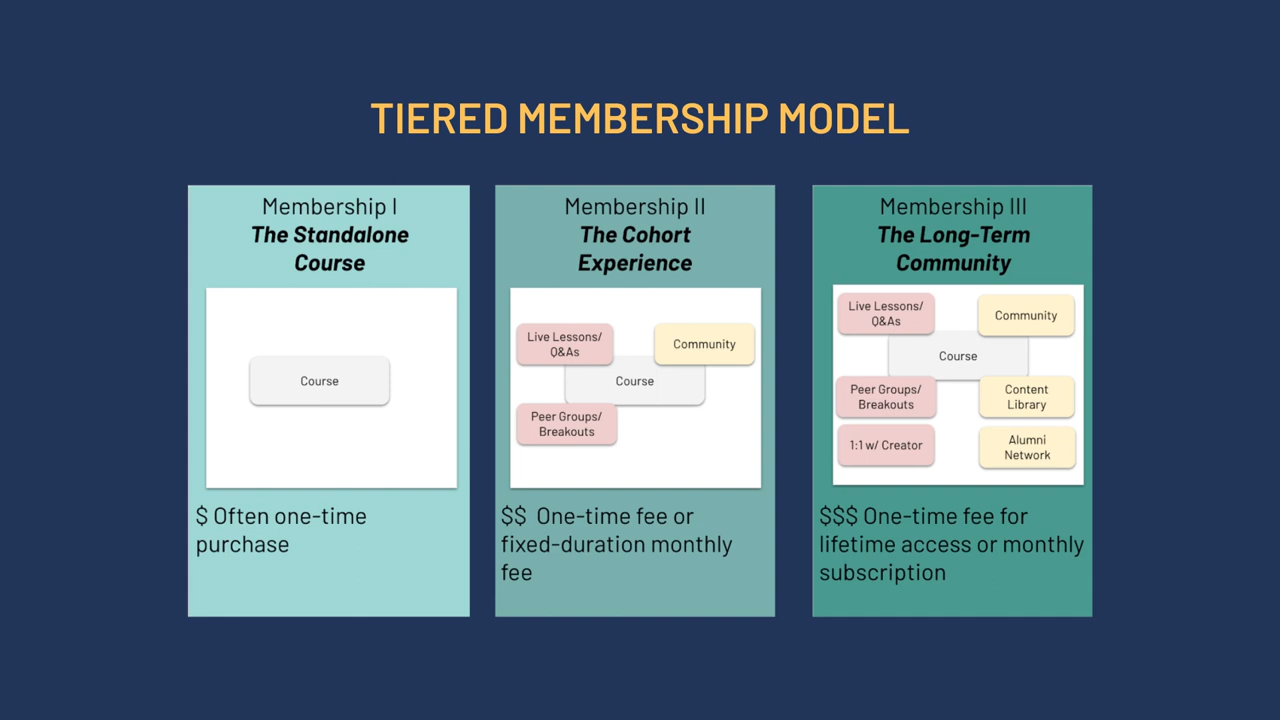 TIERED MEMBERSHIP MODEL
Membership I
The Standalone
Course
Course
$ Often one-time
purchase
Membership II
The Cohort
Experience
Live Lessons/
Q&As
Community
Course
Peer Groups/
Breakouts
$$ One-time fee or
fixed-duration monthly
fee
Membership III
The Long-Term
Community
Live Lessons/
Q&As
Community
Course
Peer Groups/
Breakouts
Content
Library
1:1 w/ Creator
Alumni
Network
$$$ One-time fee for
lifetime access or monthly
subscription